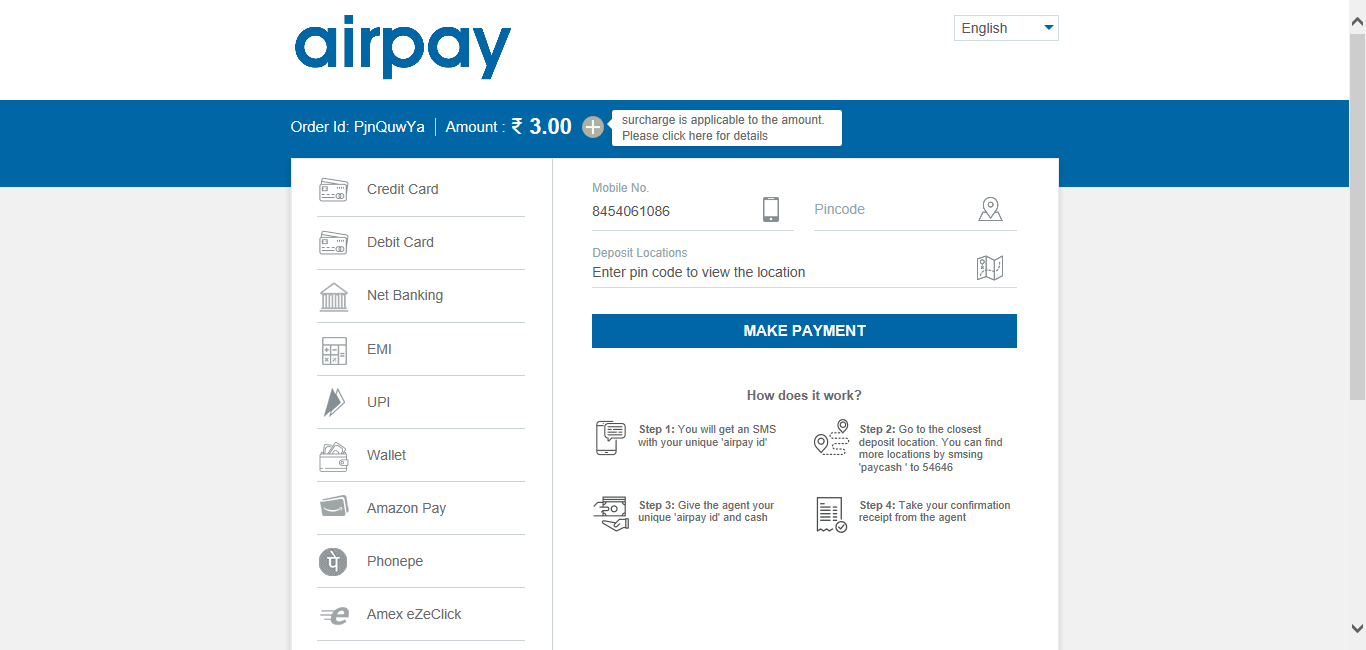 airpay
English
Order Id: PjnQuwYa
Amount : ₹ 3.00
surcharge is applicable to the amount.
Please click here for details
Credit Card
Debit Card
Net Banking
EMI
UPI
Wallet
Amazon Pay
Phonepe
Amex eZeClick
Mobile No.
8454061086
Pincode
Deposit Locations
Enter pin code to view the location
MAKE PAYMENT
How does it work?
Step 1: You will get an SMS
with your unique 'airpay id'
Step 2: Go to the closest
deposit location. You can find
more locations by smsing
'paycash ' to 54646
Step 3: Give the agent your
unique 'airpay id' and cash
Step 4: Take your confirmation
receipt from the agent